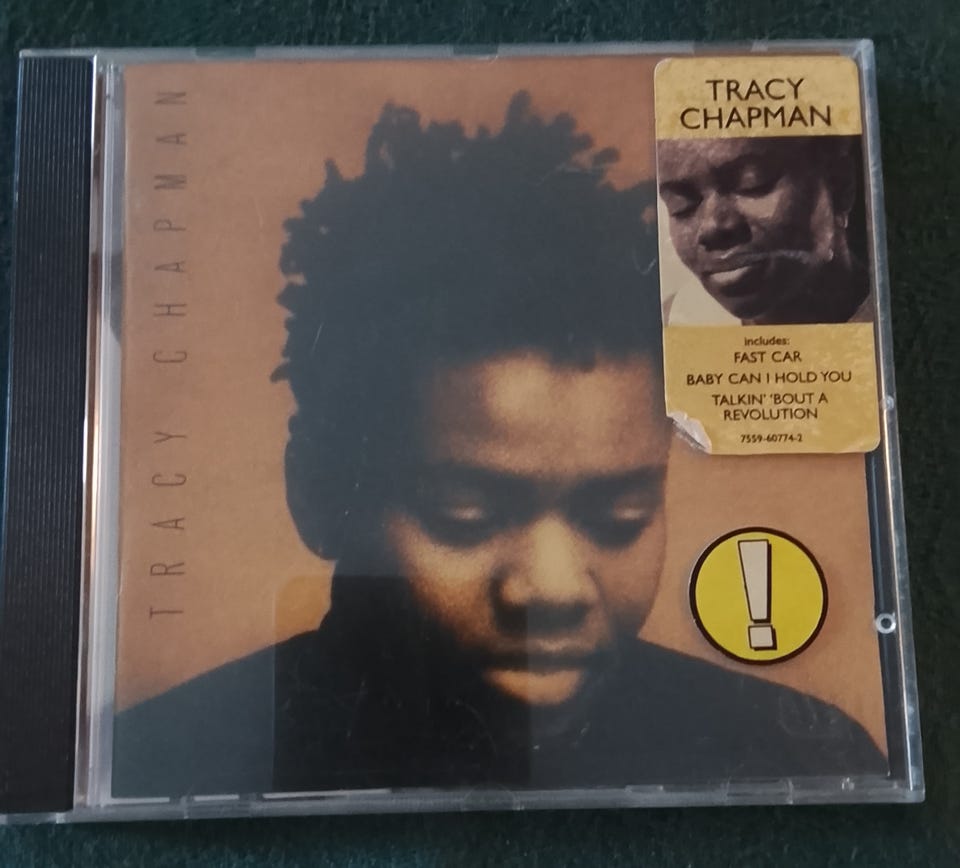 TRACY CHAPMAN
TRACY
CHAPMAN
includes:
FAST CAR
BABY CAN I HOLD YOU
TALKIN' 'BOUT A
REVOLUTION
7559-60774-2
!